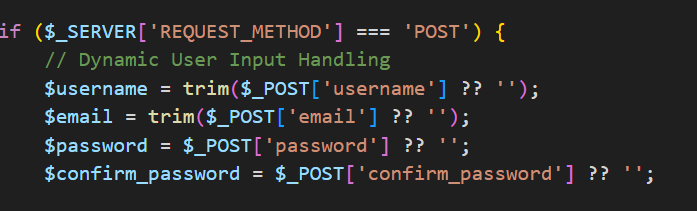 if ($_SERVER['REQUEST_METHOD'] === 'POST') {
// Dynamic User Input Handling
$username = trim($_POST['username'] ?? '');
$email = trim($_POST['email'] ?? '');
$password = $_POST['password'] ?? '';
$confirm_password = $_POST['confirm_password'] ?? '';